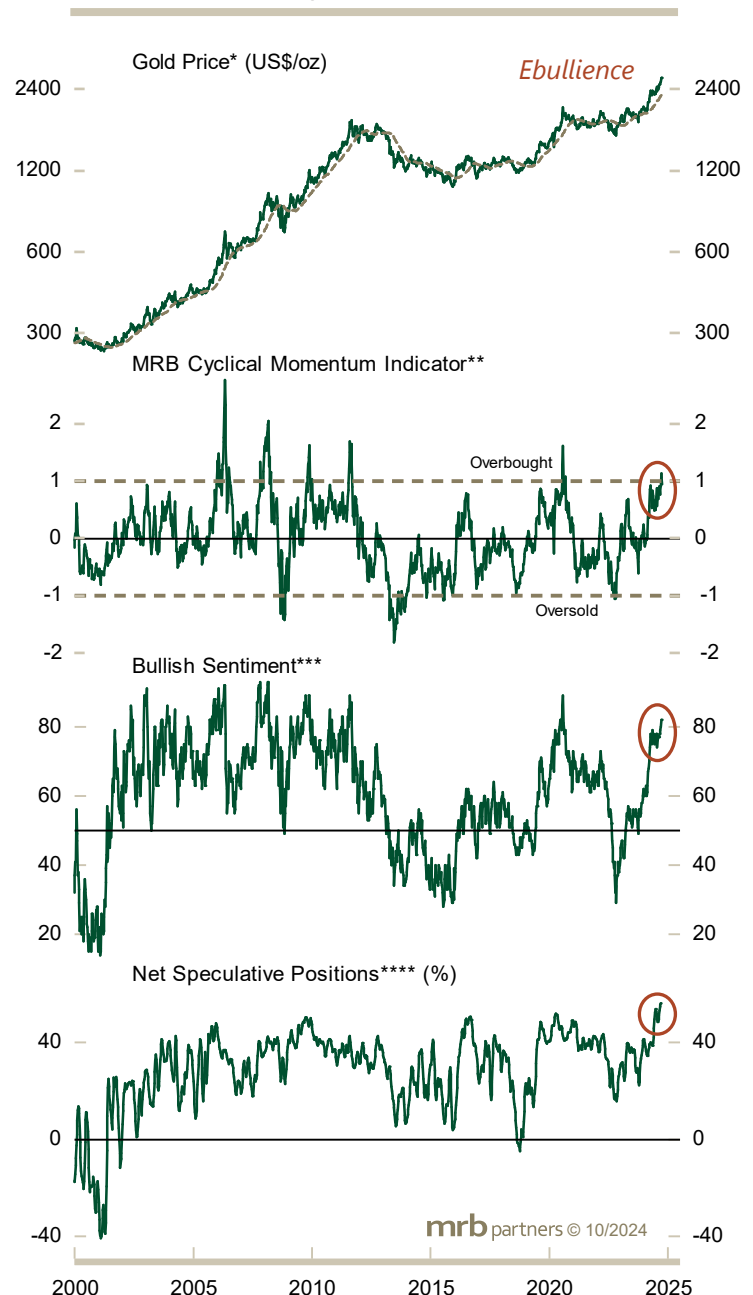 Gold Price* (US$/oz)
Ebullience
2400 2400
1200 1200
600 600
300 300
MRB Cyclical Momentum Indicator**
2 2
Overbought
1 1
0 0
-1 -1
Oversold
-2 -2
Bullish Sentiment***
80 80
60 60
40 40
20 20
Net Speculative Positions**** (%)
40 40
0 0
mrb partners © 10/2024
-40 -40
2000 2005 2010 2015 2020 2025